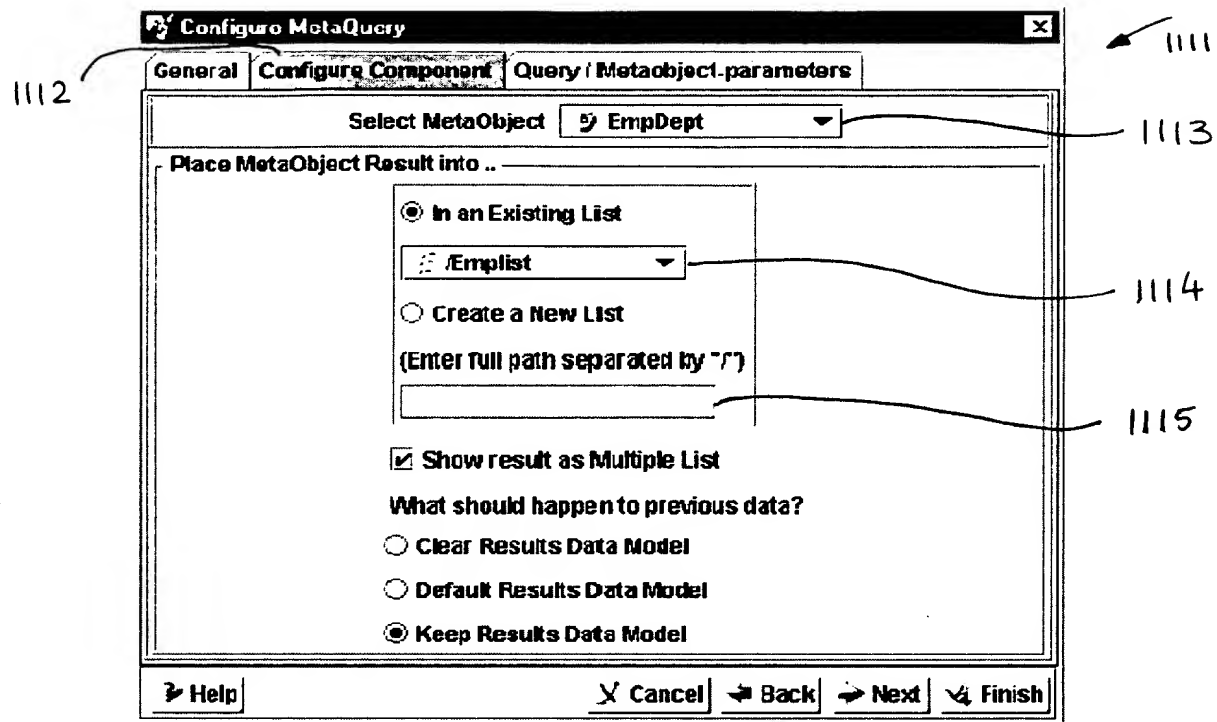 Configure MetaQuery
1111
General Configure Component Query / Metaobject-parameters
1112
Select MetaObject EmpDept
1113
Place MetaObject Result into ..
In an Existing List
/Emplist
1114
Create a New List
(Enter full path separated by "/")
1115
Show result as Multiple List
What should happen to previous data?
Clear Results Data Model
Default Results Data Model
Keep Results Data Model
Help Cancel Back Next Finish